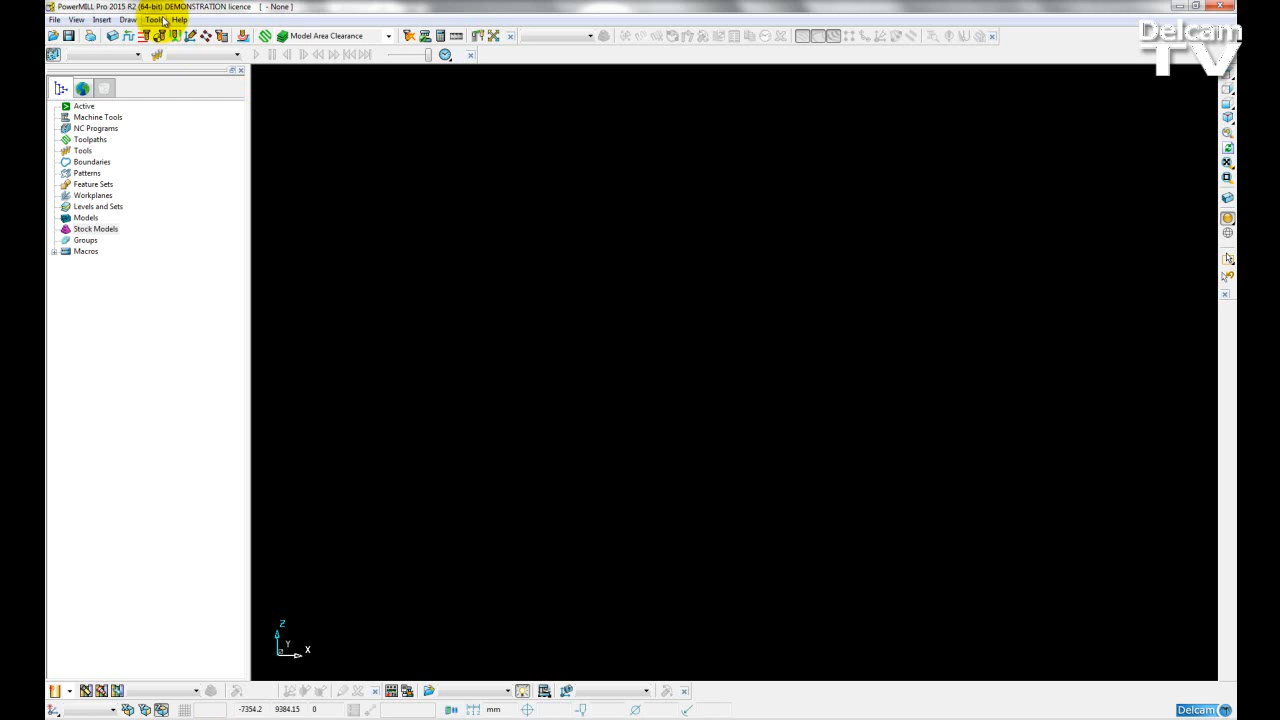 PowerMILL Pro 2015 R2 (64-bit) DEMONSTRATION licence [ - None ]
File View Insert Draw Tools Help
Delcam
TV
Model Area Clearance
Active
Machine Tools
NC Programs
Toolpaths
Tools
Boundaries
Patterns
Feature Sets
Workplanes
Levels and Sets
Models
Stock Models
Groups
Macros
Z
Y
X
-7354.2 9384.15 0 mm Delcam